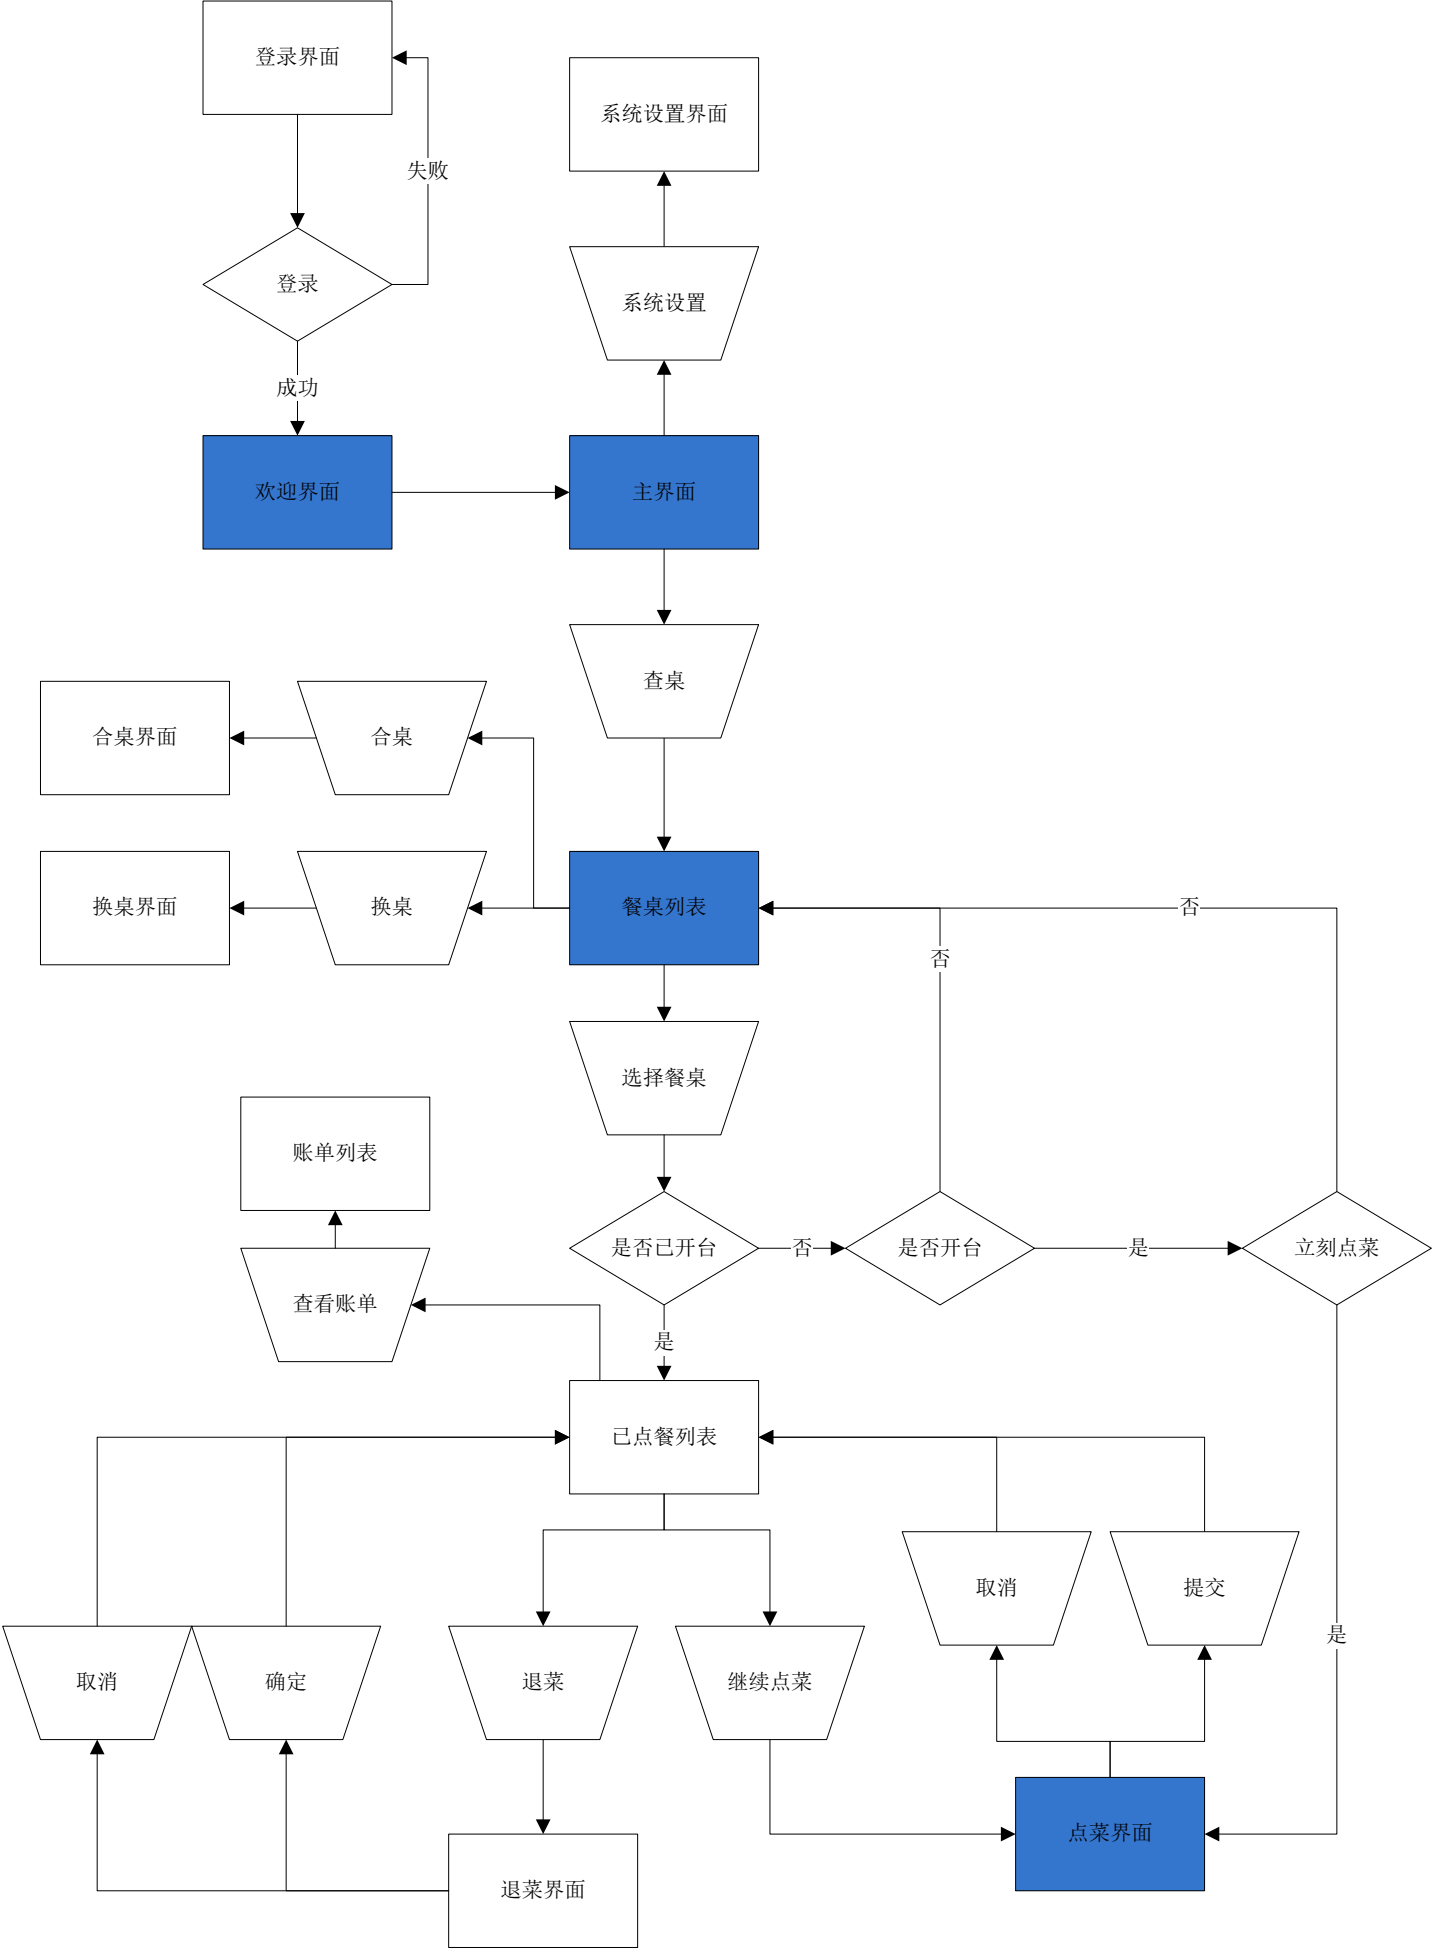 登录界面
系统设置界面
失败
登录
系统设置
成功
欢迎界面
主界面
查桌
合桌界面
合桌
换桌界面
换桌
餐桌列表
否
否
选择餐桌
账单列表
是否已开台
否
是否开台
是
立刻点菜
查看账单
是
已点餐列表
取消
提交
是
取消
确定
退菜
继续点菜
点菜界面
退菜界面